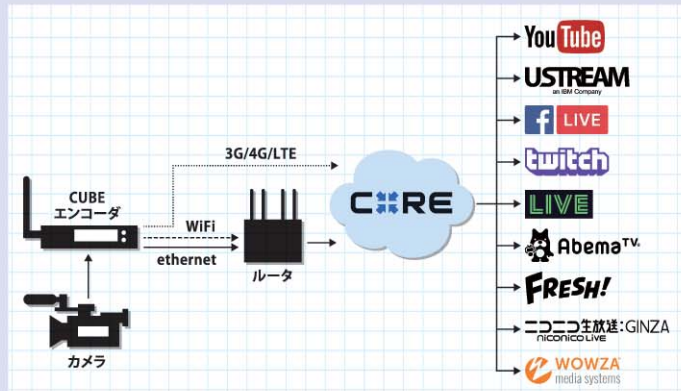 CUBE
エンコーダ
カメラ
3G/4G/LTE
WiFi
ethernet
ルータ
CORE
YouTube
USTREAM
an IBM Company
f LIVE
twitch
LIVE
AbemaTV.
FRESH!
ニコニコ生放送:GINZA
niconico Live
WOWZA
media systems